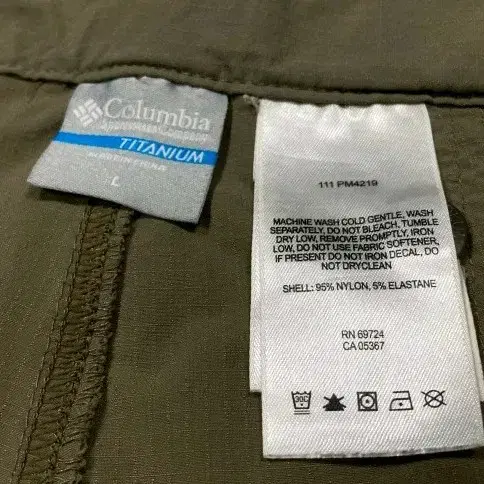 Columbia
TITANIUM
L
111 PM4219
MACHINE WASH COLD GENTLE, WASH
SEPARATELY, DO NOT BLEACH, TUMBLE
DRY LOW, REMOVE PROMPTLY, IRON
LOW, DO NOT USE FABRIC SOFTENER,
IF PRESENT DO NOT IRON DECAL, DO
NOT DRYCLEAN
SHELL: 95% NYLON, 5% ELASTANE
RN 69724
CA 05367
30C